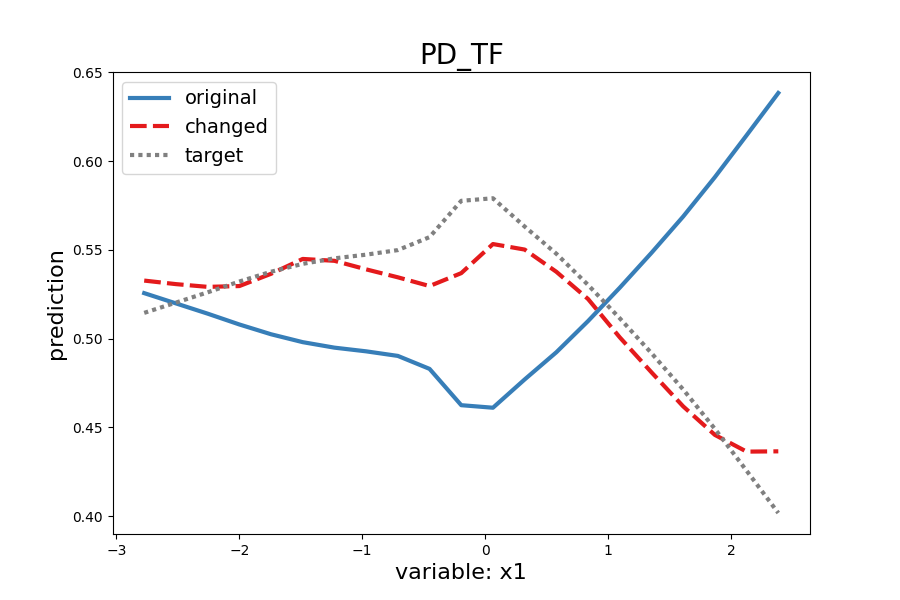 PD_TF
original
changed
target
prediction
0.65
0.60
0.55
0.50
0.45
0.40
−3
−2
−1
0
1
2
variable: x1